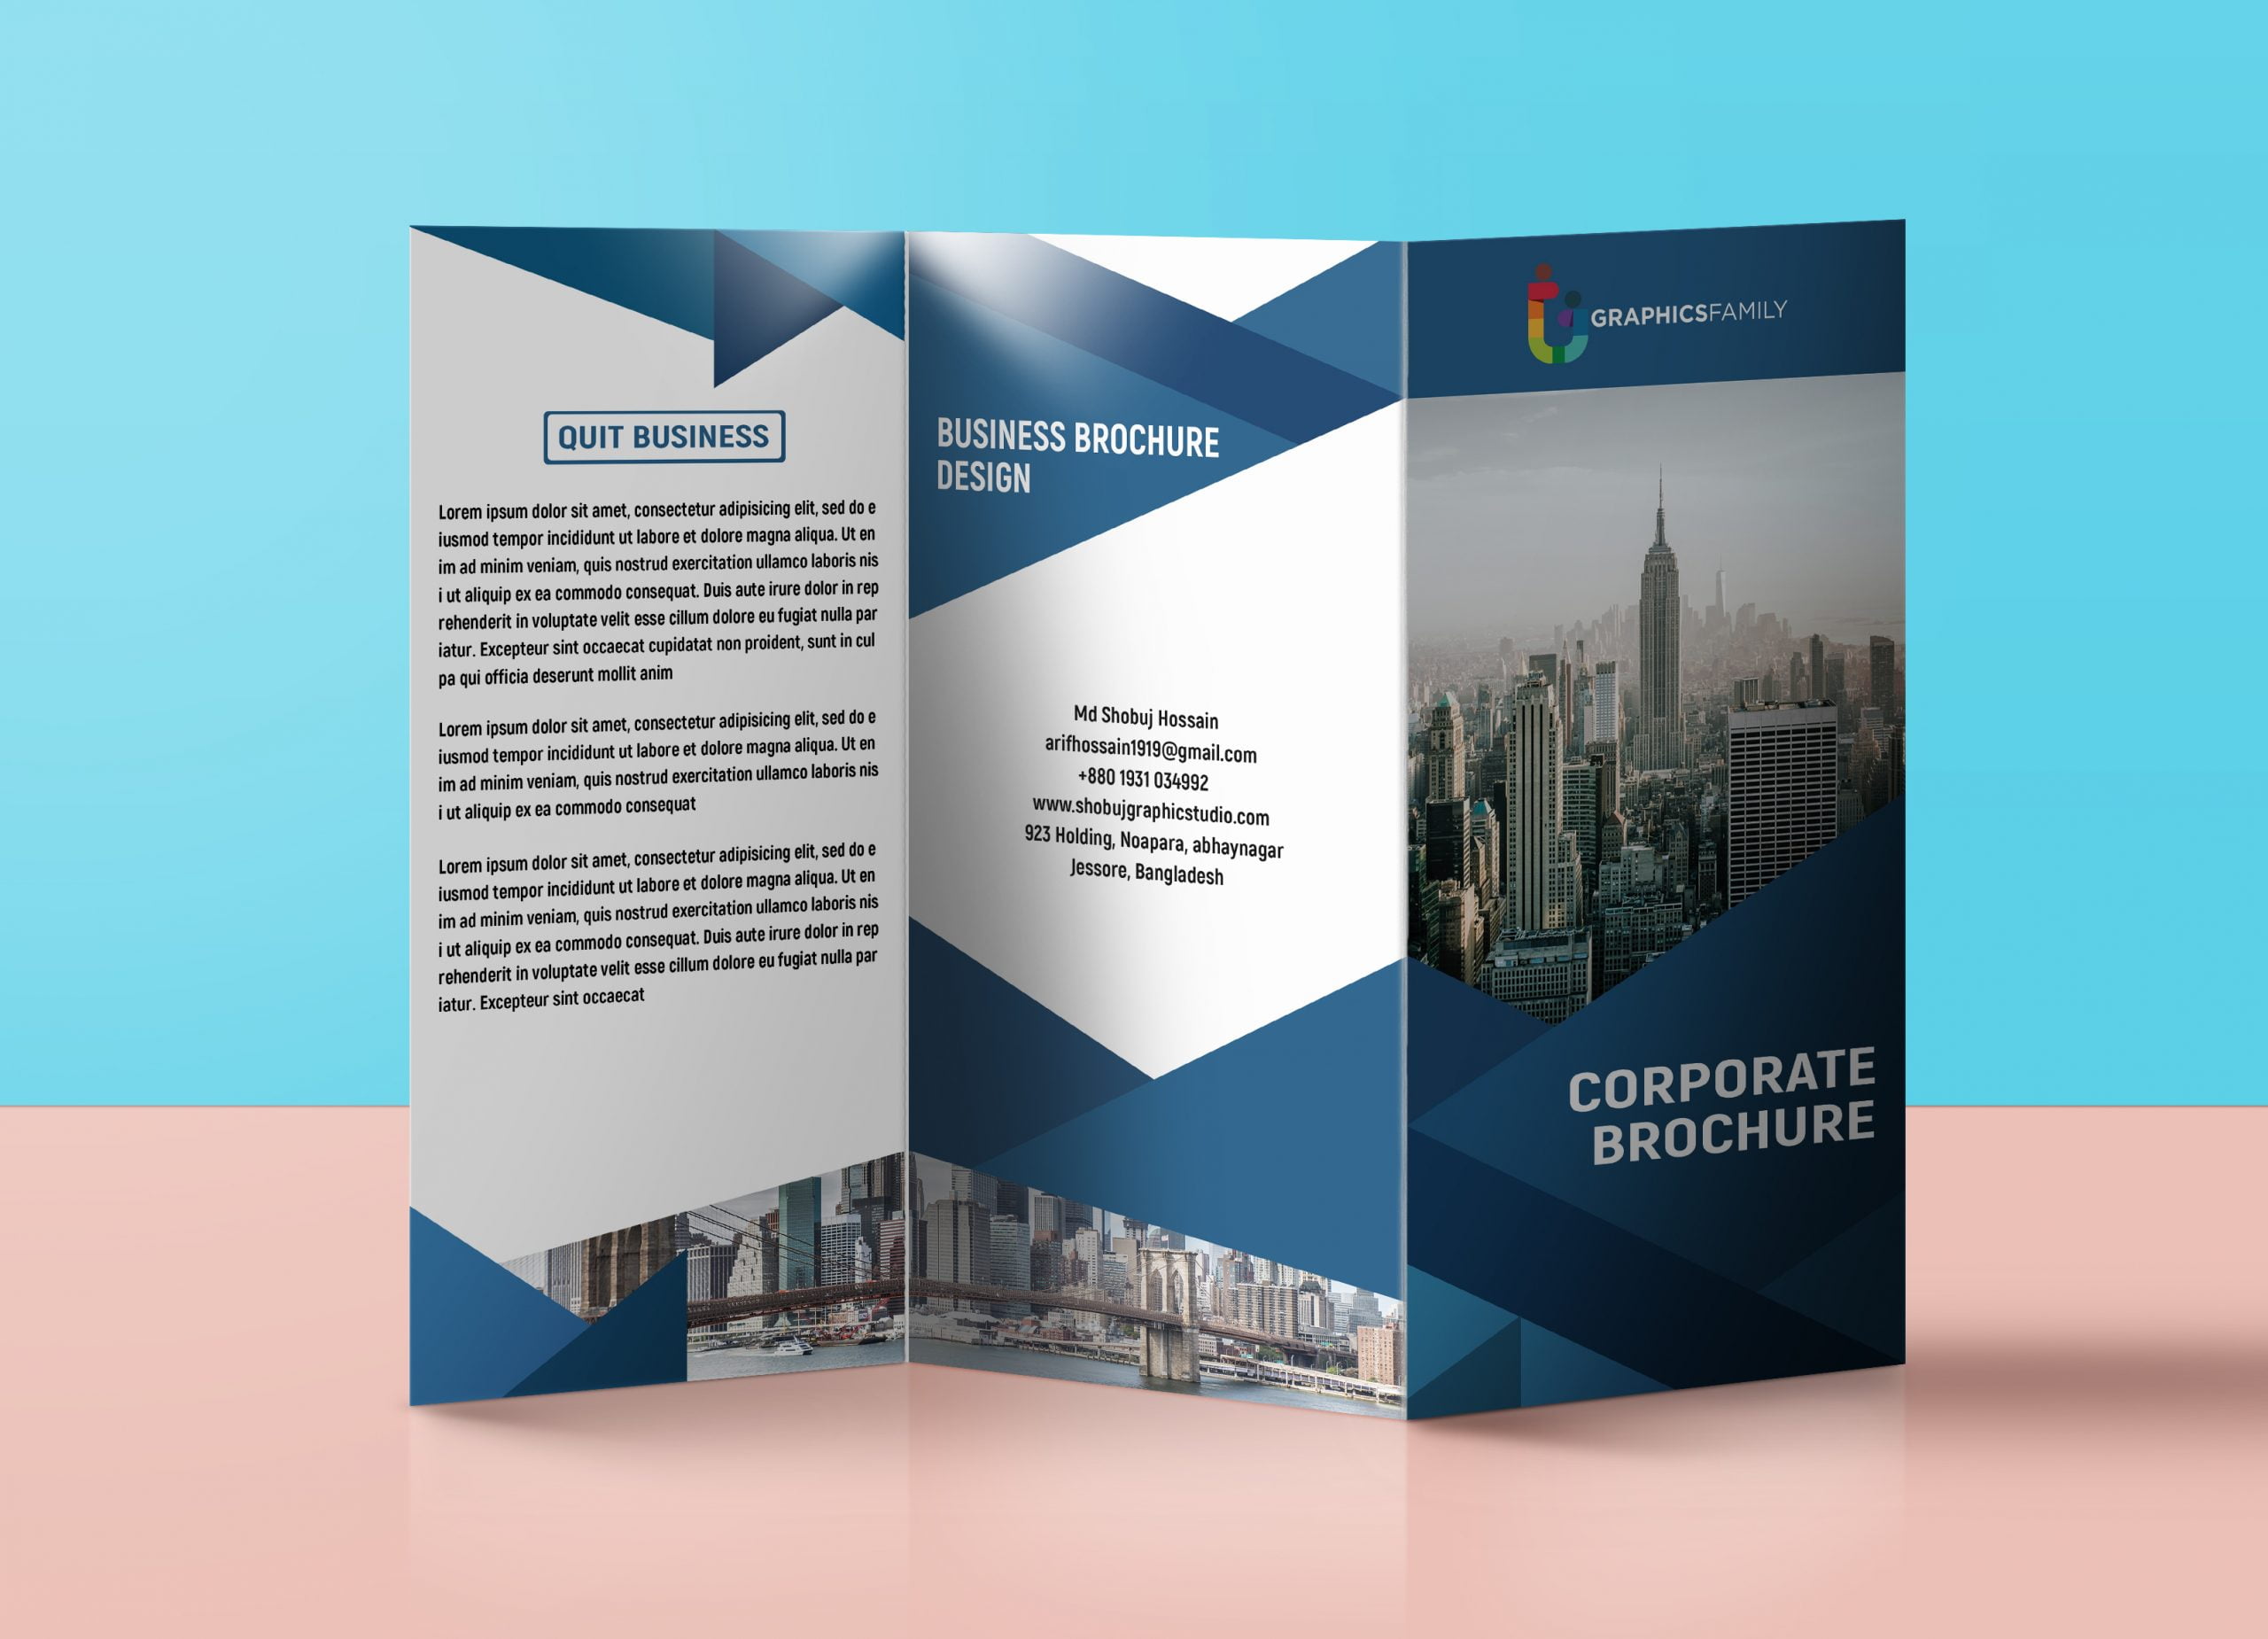 QUIT BUSINESS
Lorem ipsum dolor sit amet, consectetur adipisicing elit, sed do e
iusmod tempor incididunt ut labore et dolore magna aliqua. Ut en
im ad minim veniam, quis nostrud exercitation ullamco laboris nis
i ut aliquip ex ea commodo consequat. Duis aute irure dolor in rep
rehenderit in voluptate velit esse cillum dolore eu fugiat nulla par
iatur. Excepteur sint occaecat cupidatat non proident, sunt in cul
pa qui officia deserunt mollit anim
Lorem ipsum dolor sit amet, consectetur adipisicing elit, sed do e
iusmod tempor incididunt ut labore et dolore magna aliqua. Ut en
im ad minim veniam, quis nostrud exercitation ullamco laboris nis
i ut aliquip ex ea commodo consequat
Lorem ipsum dolor sit amet, consectetur adipisicing elit, sed do e
iusmod tempor incididunt ut labore et dolore magna aliqua. Ut en
im ad minim veniam, quis nostrud exercitation ullamco laboris nis
i ut aliquip ex ea commodo consequat. Duis aute irure dolor in rep
rehenderit in voluptate velit esse cillum dolore eu fugiat nulla par
iatur. Excepteur sint occaecat
BUSINESS BROCHURE
DESIGN
Md Shobuj Hossain
arifhossain1919@gmail.com
+880 1931 034992
www.shobujgraphicstudio.com
923 Holding, Noapara, abhaynagar
Jessore, Bangladesh
GRAPHICSFAMILY
CORPORATE
BROCHURE